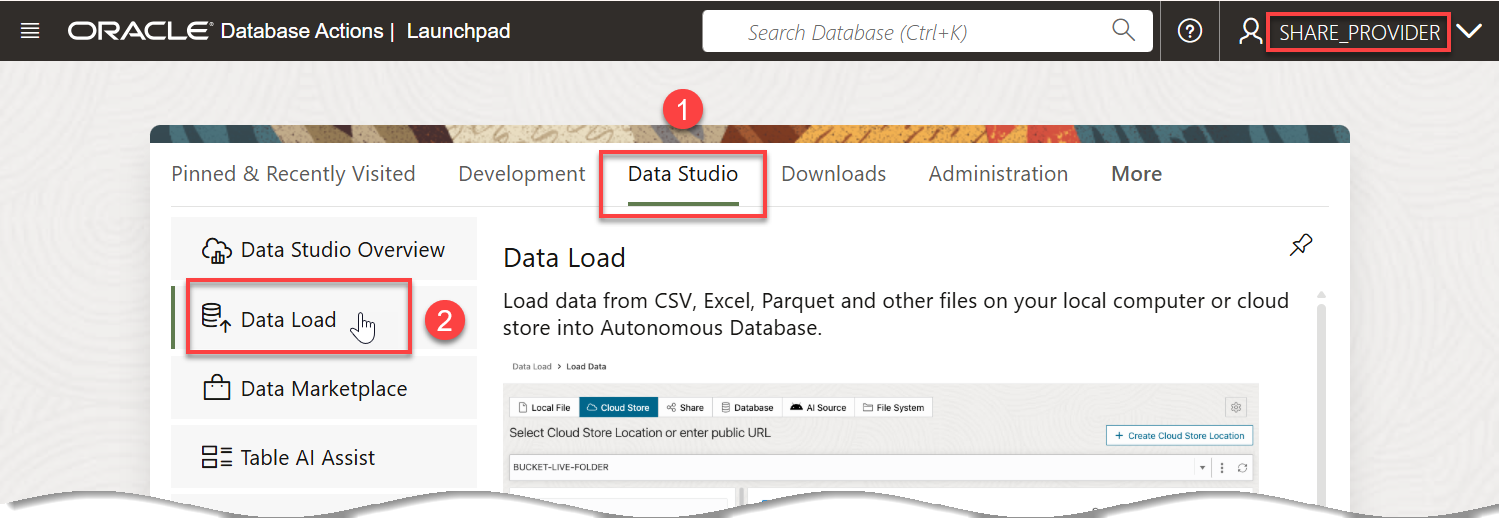 ORACLE Database Actions | Launchpad
Search Database (Ctrl+K)
SHARE_PROVIDER
1
Pinned & Recently Visited
Development
Data Studio
Downloads
Administration
More
Data Studio Overview
Data Load
2
Data Marketplace
Table AI Assist
Data Load
Load data from CSV, Excel, Parquet and other files on your local computer or cloud
store into Autonomous Database.
Data Load > Load Data
Local File
Cloud Store
Share
Database
AI Source
File System
Select Cloud Store Location or enter public URL
+ Create Cloud Store Location
BUCKET-LIVE-FOLDER